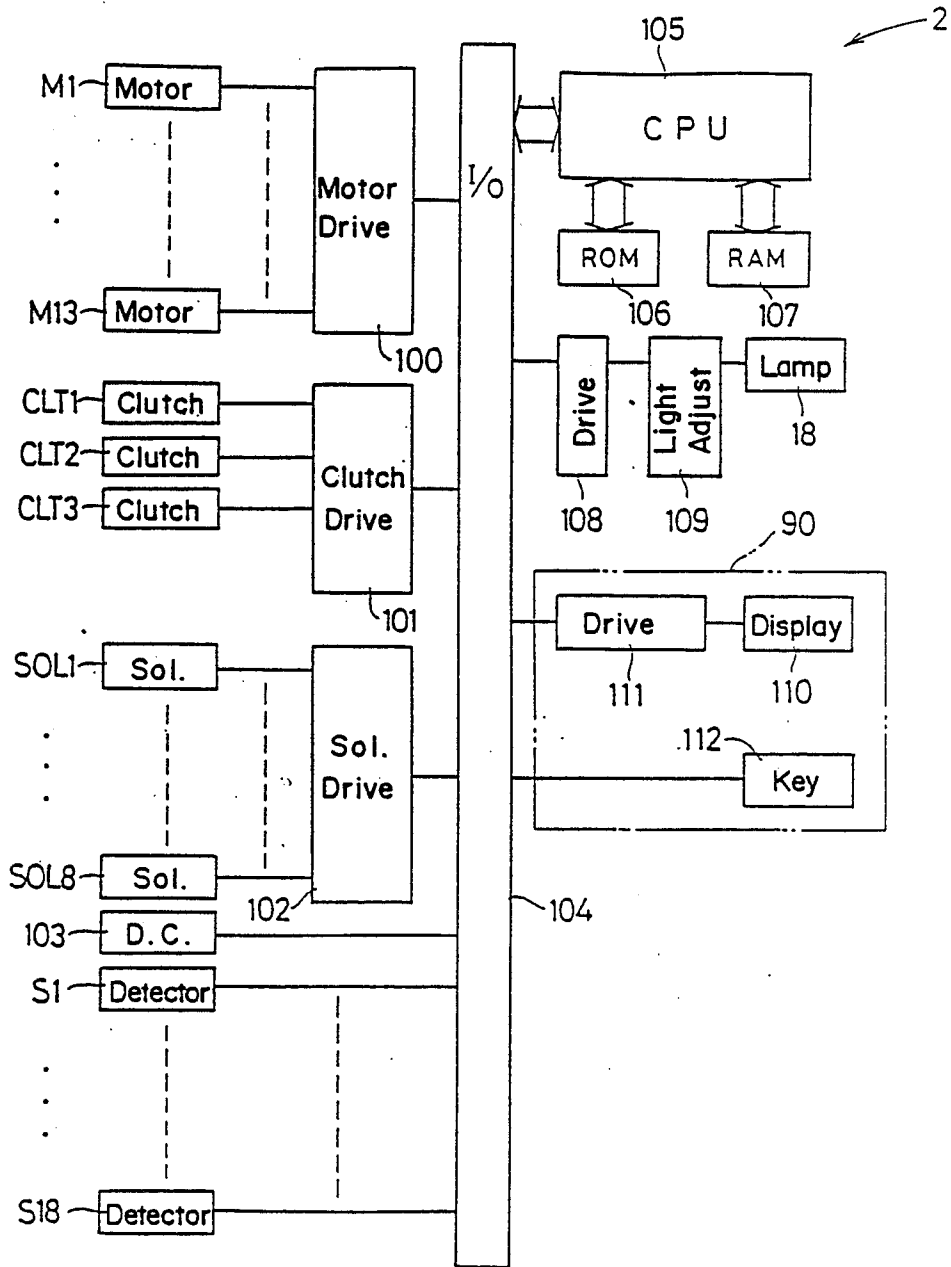 2
105
CPU
I/O
ROM
106
RAM
107
M1 Motor
Motor Drive
M13 Motor
100
CLT1 Clutch
CLT2 Clutch
CLT3 Clutch
Clutch Drive
101
Drive
108
Light Adjust
109
Lamp
18
90
Drive
111
Display
110
112
Key
SOL1 Sol.
Sol. Drive
SOL8 Sol.
102
104
103 D.C.
S1 Detector
S18 Detector